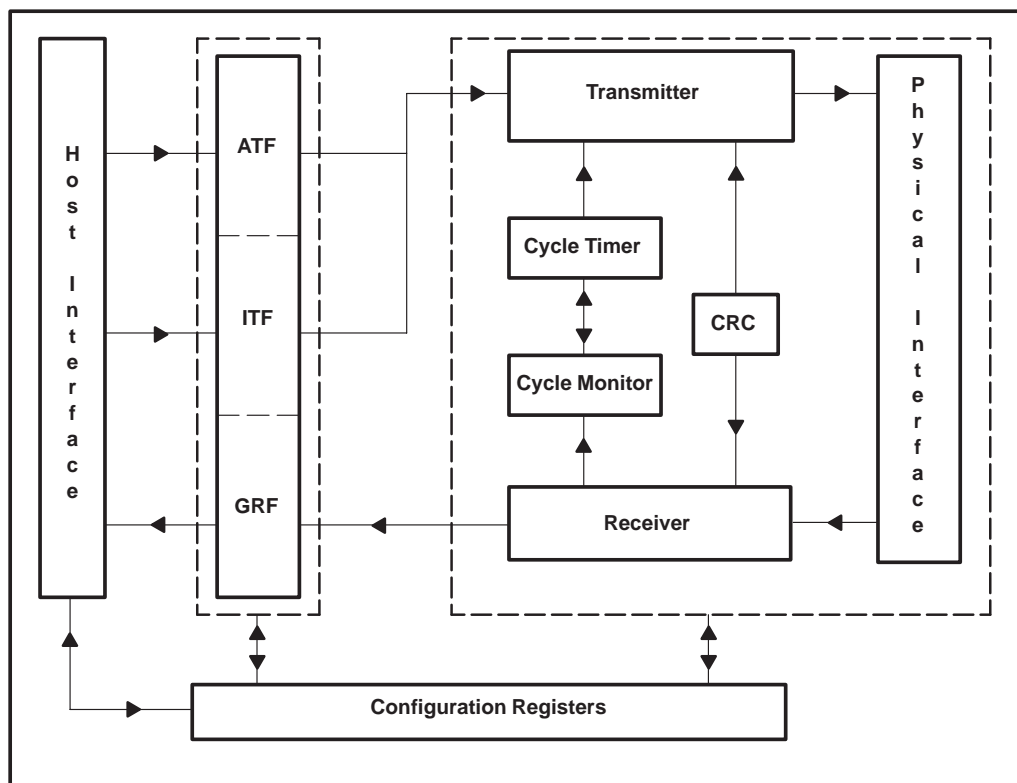 Host Interface
ATF
ITF
GRF
Transmitter
Cycle Timer
CRC
Cycle Monitor
Receiver
Physical Interface
Configuration Registers